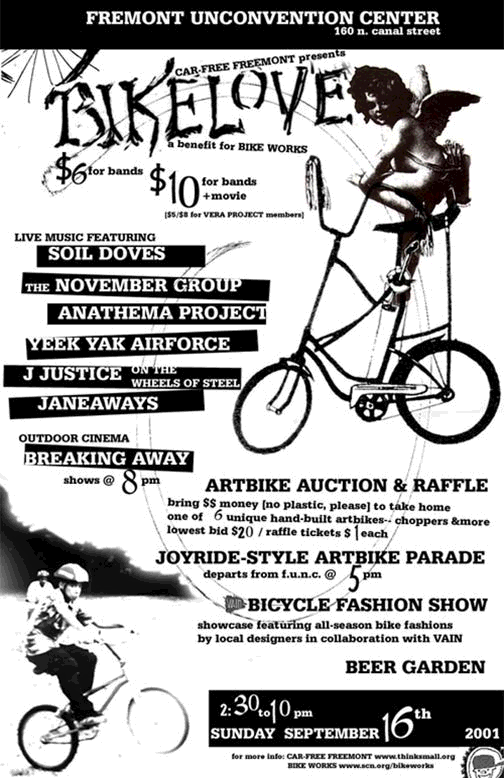 FREMONT UNCONVENTION CENTER
160 n. canal street
CAR-FREE FREEMONT presents
BIKELOVE
a benefit for BIKE WORKS
$6 for bands
$10 for bands
+movie
[$5/$8 for VERA PROJECT members]
LIVE MUSIC FEATURING
SOIL DOVES
THE NOVEMBER GROUP
ANATHEMA PROJECT
YEEK YAK AIRFORCE
J JUSTICE ON THE
WHEELS OF STEEL
JANEAWAYS
OUTDOOR CINEMA
BREAKING AWAY
shows @ 8 pm
ARTBIKE AUCTION & RAFFLE
bring $$ money [no plastic, please] to take home
one of 6 unique hand-built artbikes-- choppers &more
lowest bid $20 / raffle tickets $1 each
JOYRIDE-STYLE ARTBIKE PARADE
departs from f.u.n.c. @ 5 pm
VAIN BICYCLE FASHION SHOW
showcase featuring all-season bike fashions
by local designers in collaboration with VAIN
BEER GARDEN
2:30 to 10 pm
SUNDAY SEPTEMBER 16th 2001
for more info: CAR-FREE FREEMONT www.thinksmall.org
BIKE WORKS www.scn.org/bikeworks